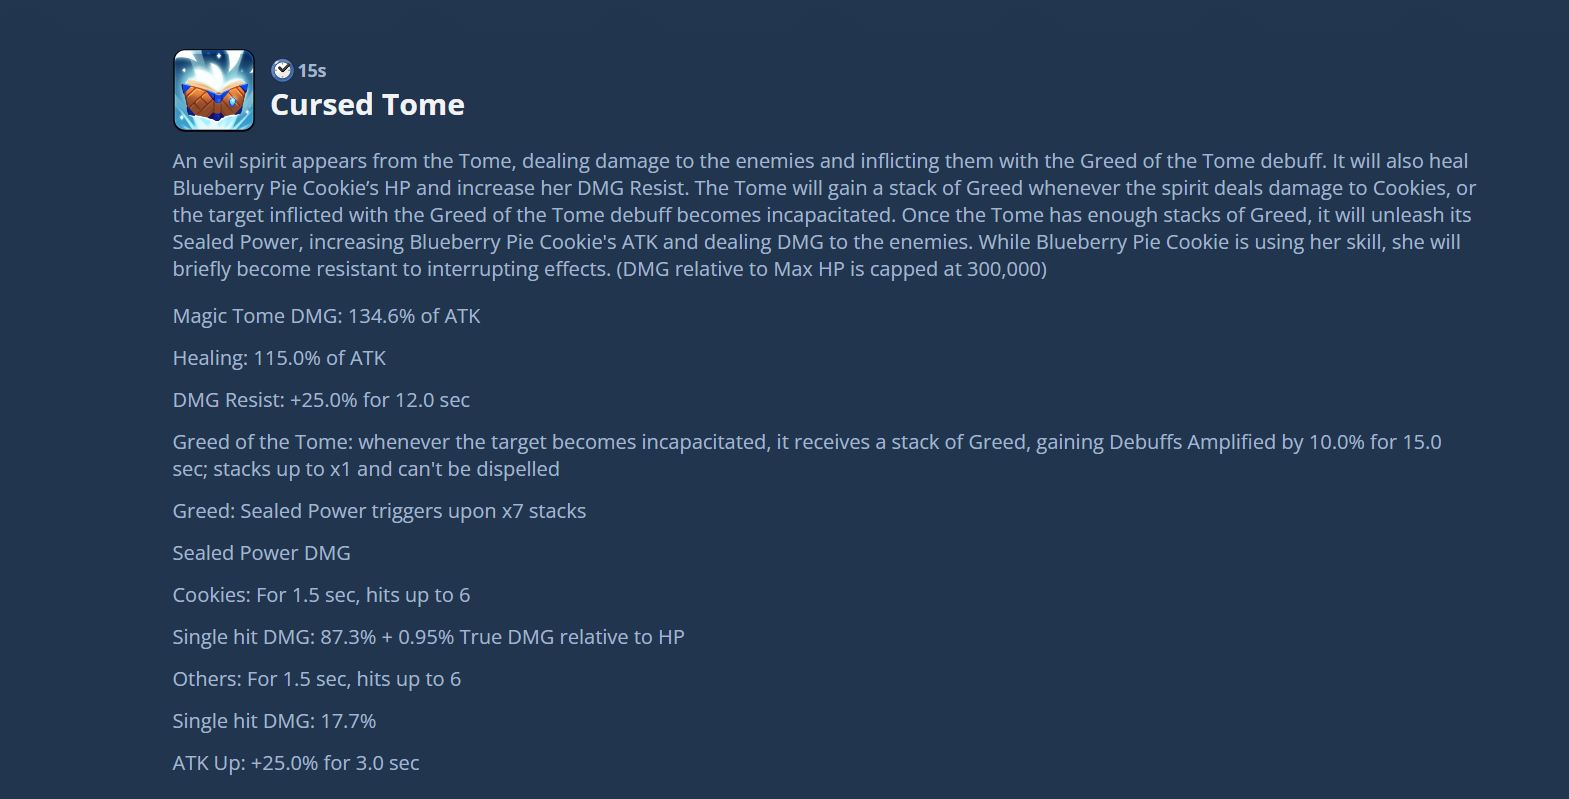 15s
Cursed Tome
An evil spirit appears from the Tome, dealing damage to the enemies and inflicting them with the Greed of the Tome debuff. It will also heal
Blueberry Pie Cookie’s HP and increase her DMG Resist. The Tome will gain a stack of Greed whenever the spirit deals damage to Cookies, or
the target inflicted with the Greed of the Tome debuff becomes incapacitated. Once the Tome has enough stacks of Greed, it will unleash its
Sealed Power, increasing Blueberry Pie Cookie's ATK and dealing DMG to the enemies. While Blueberry Pie Cookie is using her skill, she will
briefly become resistant to interrupting effects. (DMG relative to Max HP is capped at 300,000)
Magic Tome DMG: 134.6% of ATK
Healing: 115.0% of ATK
DMG Resist: +25.0% for 12.0 sec
Greed of the Tome: whenever the target becomes incapacitated, it receives a stack of Greed, gaining Debuffs Amplified by 10.0% for 15.0
sec; stacks up to x1 and can't be dispelled
Greed: Sealed Power triggers upon x7 stacks
Sealed Power DMG
Cookies: For 1.5 sec, hits up to 6
Single hit DMG: 87.3% + 0.95% True DMG relative to HP
Others: For 1.5 sec, hits up to 6
Single hit DMG: 17.7%
ATK Up: +25.0% for 3.0 sec